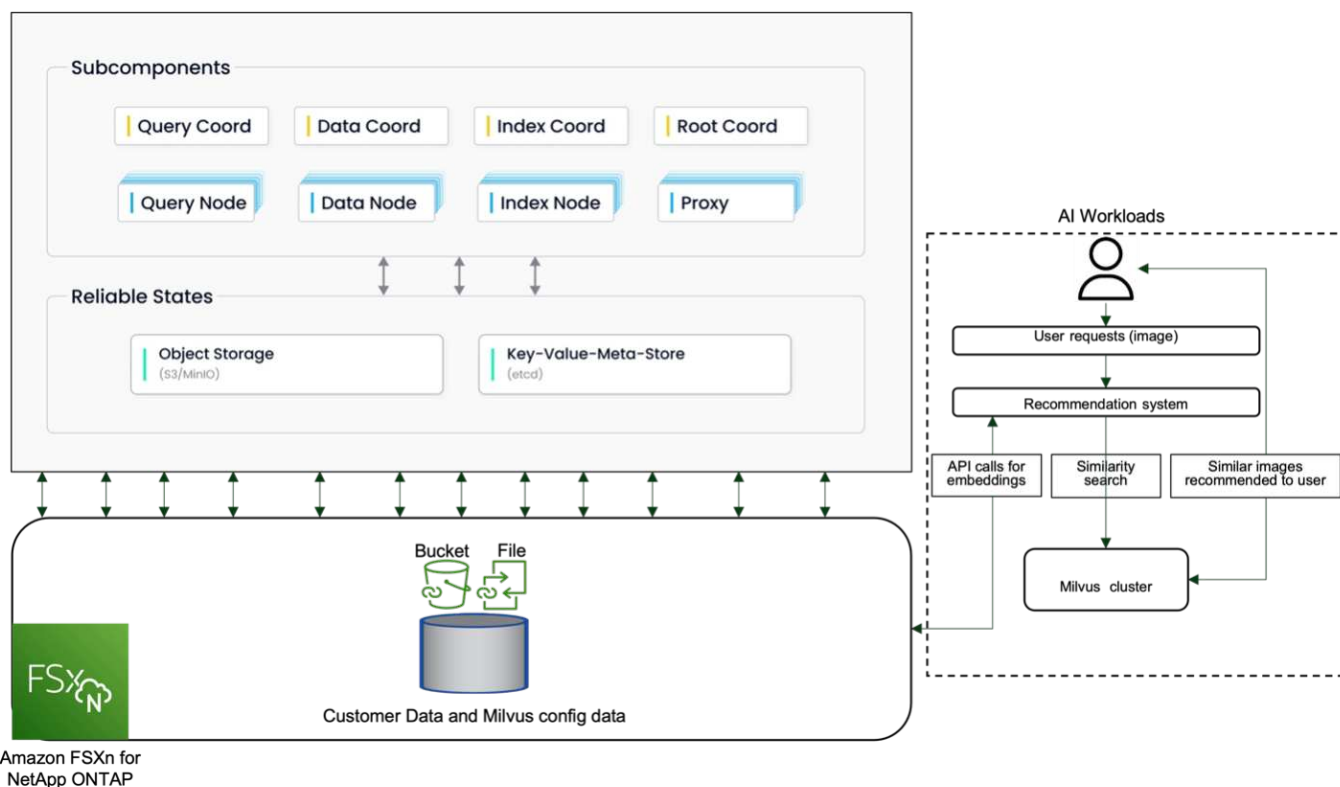 Subcomponents
Query Coord
Data Coord
Index Coord
Root Coord
Query Node
Data Node
Index Node
Proxy
Reliable States
Object Storage
(S3/MinIO)
Key-Value-Meta-Store
(etcd)
Bucket
File
FSx
N
Customer Data and Milvus config data
Amazon FSXn for
NetApp ONTAP
AI Workloads
User requests (image)
Recommendation system
API calls for
embeddings
Similarity
search
Similar images
recommended to user
Milvus cluster